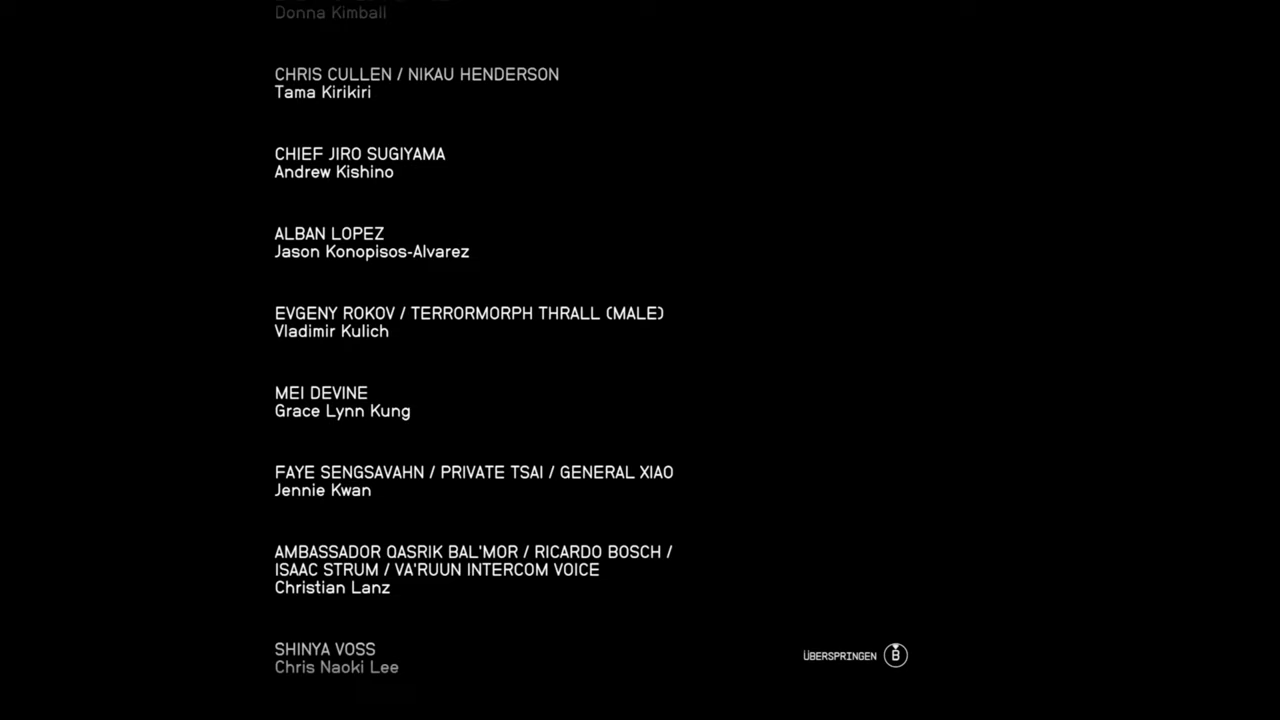 Donna Kimball
CHRIS CULLEN / NIKAU HENDERSON
Tama Kirikiri
CHIEF JIRO SUGIYAMA
Andrew Kishino
ALBAN LOPEZ
Jason Konopisos-Alvarez
EVGENY ROKOV / TERRORMORPH THRALL (MALE)
Vladimir Kulich
MEI DEVINE
Grace Lynn Kung
FAYE SENGSAVAHN / PRIVATE TSAI / GENERAL XIAO
Jennie Kwan
AMBASSADOR QASRIK BAL'MOR / RICARDO BOSCH /
ISAAC STRUM / VA'RUUN INTERCOM VOICE
Christian Lanz
SHINYA VOSS
Chris Naoki Lee
ÜBERSPRINGEN B